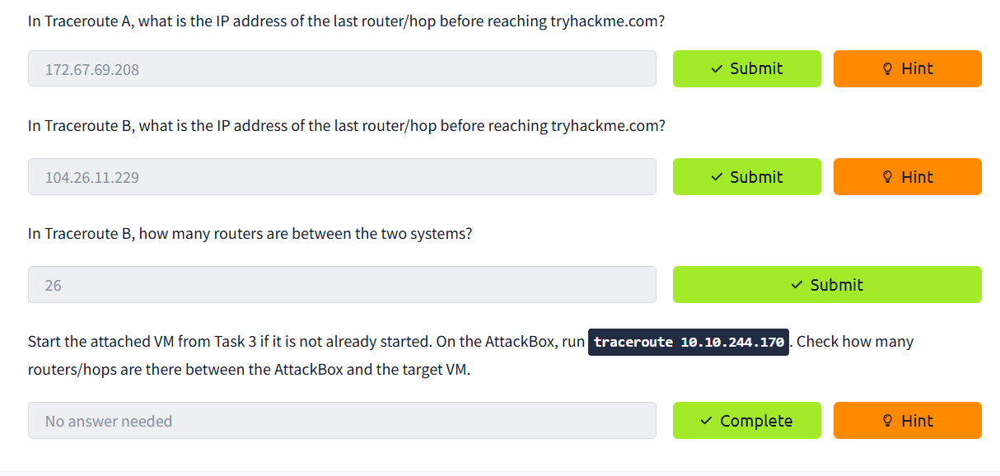 In Traceroute A, what is the IP address of the last router/hop before reaching tryhackme.com?
172.67.69.208
Submit
Hint
In Traceroute B, what is the IP address of the last router/hop before reaching tryhackme.com?
104.26.11.229
Submit
Hint
In Traceroute B, how many routers are between the two systems?
26
Submit
Start the attached VM from Task 3 if it is not already started. On the AttackBox, run traceroute 10.10.244.170. Check how many
routers/hops are there between the AttackBox and the target VM.
No answer needed
Complete
Hint